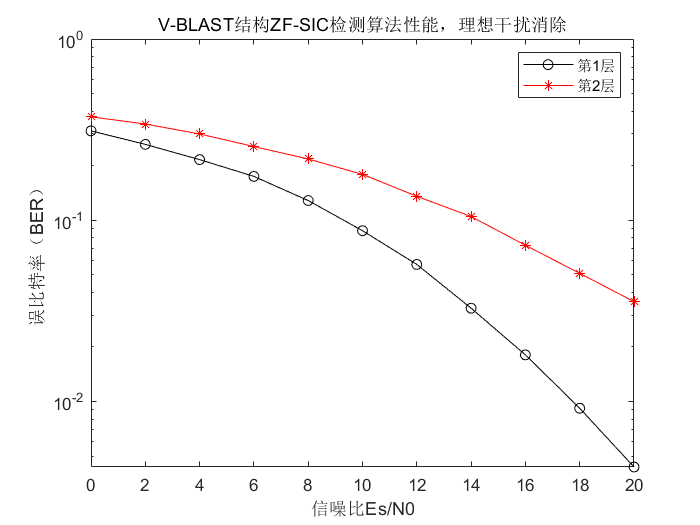 V-BLAST结构ZF-SIC检测算法性能，理想干扰消除
第1层
第2层
误比特率（BER）
10^0
10^-1
10^-2
0 2 4 6 8 10 12 14 16 18 20
信噪比Es/N0